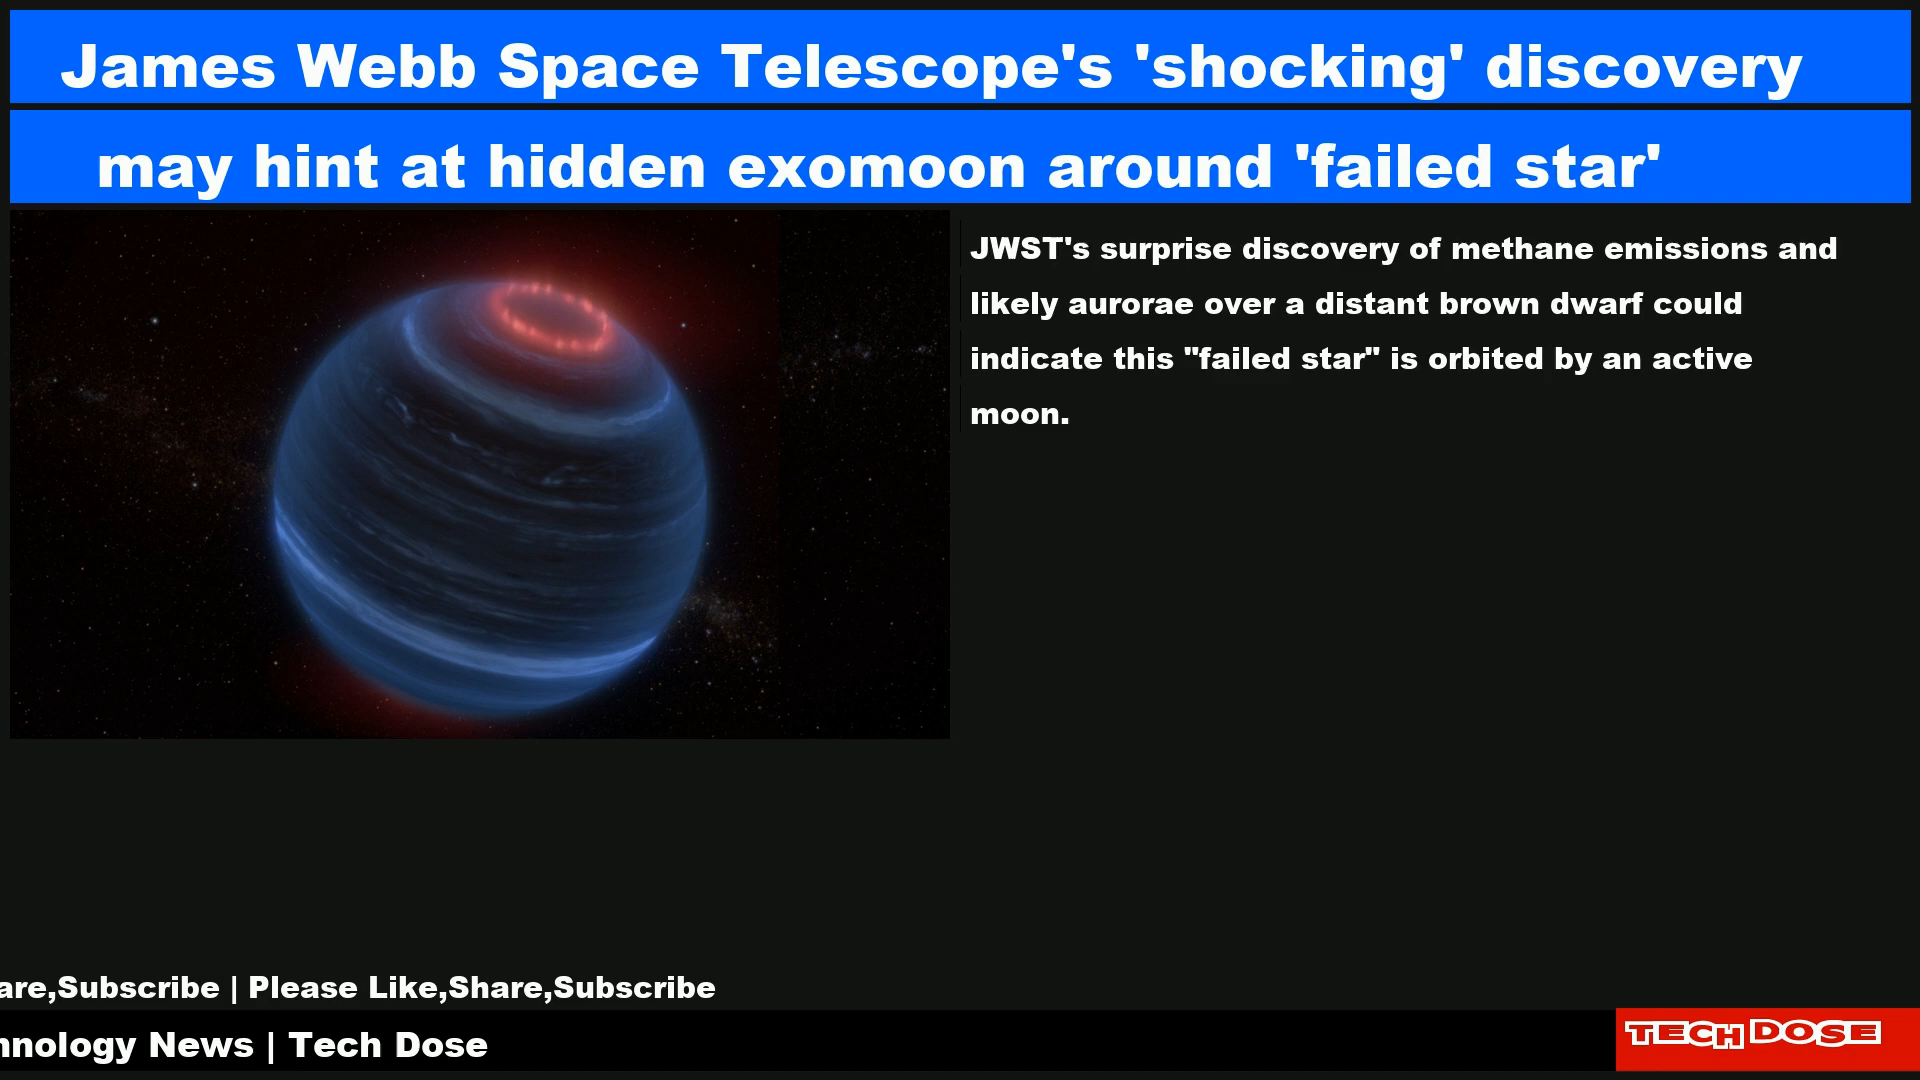 James Webb Space Telescope's 'shocking' discovery
may hint at hidden exomoon around 'failed star'
JWST's surprise discovery of methane emissions and
likely aurorae over a distant brown dwarf could
indicate this "failed star" is orbited by an active
moon.
are,Subscribe | Please Like,Share,Subscribe
hnology News | Tech Dose
TECH DOSE